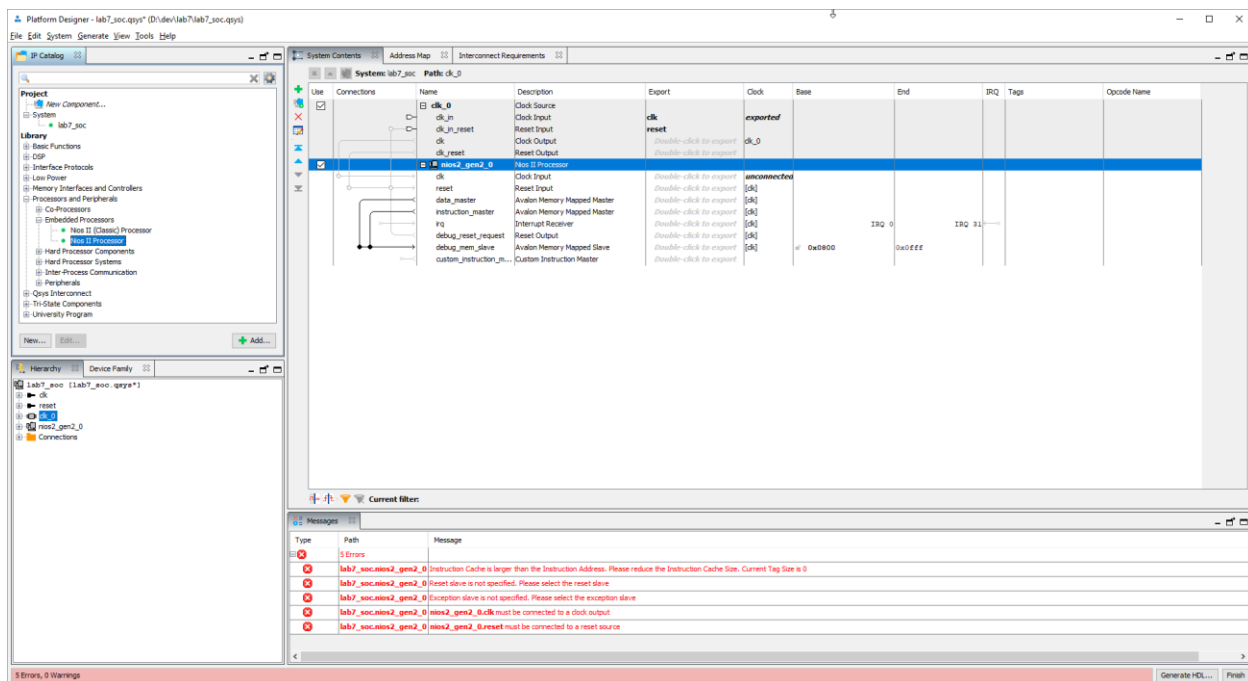 Platform Designer - lab7_soc.qsys* (D:\dev\lab7\lab7_soc.qsys)
File Edit System Generate View Tools Help
IP Catalog
Project
New Component...
System
lab7_soc
Library
Basic Functions
DSP
Interface Protocols
Low Power
Memory Interfaces and Controllers
Processors and Peripherals
Co-Processors
Embedded Processors
Nios II (Classic) Processor
Nios II Processor
Hard Processor Components
Hard Processor Systems
Inter-Process Communication
Peripherals
Qsys Interconnect
Tri-State Components
University Program
New... Edit... Add...
Hierarchy Device Family
lab7_soc [lab7_soc.qsys*]
clk
reset
clk_0
nios2_gen2_0
Connections
System Contents Address Map Interconnect Requirements
System: lab7_soc Path: clk_0
Use Connections Name Description Export Clock Base End IRQ Tags Opcode Name
clk_0 Clock Source
clk_in Clock Input clk exported
clk_in_reset Reset Input reset
clk Clock Output Double-click to export clk_0
clk_reset Reset Output Double-click to export
nios2_gen2_0 Nios II Processor
clk Clock Input Double-click to export unconnected
reset Reset Input Double-click to export [clk]
data_master Avalon Memory Mapped Master Double-click to export [clk]
instruction_master Avalon Memory Mapped Master Double-click to export [clk]
irq Interrupt Receiver Double-click to export [clk] IRQ 0 IRQ 31
debug_reset_request Reset Output Double-click to export [clk]
debug_mem_slave Avalon Memory Mapped Slave Double-click to export [clk] 0x0800 0x0fff
custom_instruction_m... Custom Instruction Master Double-click to export
Current filter:
Messages
Type Path Message
5 Errors
lab7_soc.nios2_gen2_0 Instruction Cache is larger than the Instruction Address. Please reduce the Instruction Cache Size. Current Tag Size is 0
lab7_soc.nios2_gen2_0 Reset slave is not specified. Please select the reset slave
lab7_soc.nios2_gen2_0 Exception slave is not specified. Please select the exception slave
lab7_soc.nios2_gen2_0 nios2_gen2_0.clk must be connected to a clock output
lab7_soc.nios2_gen2_0 nios2_gen2_0.reset must be connected to a reset source
5 Errors, 0 Warnings Generate HDL... Finish